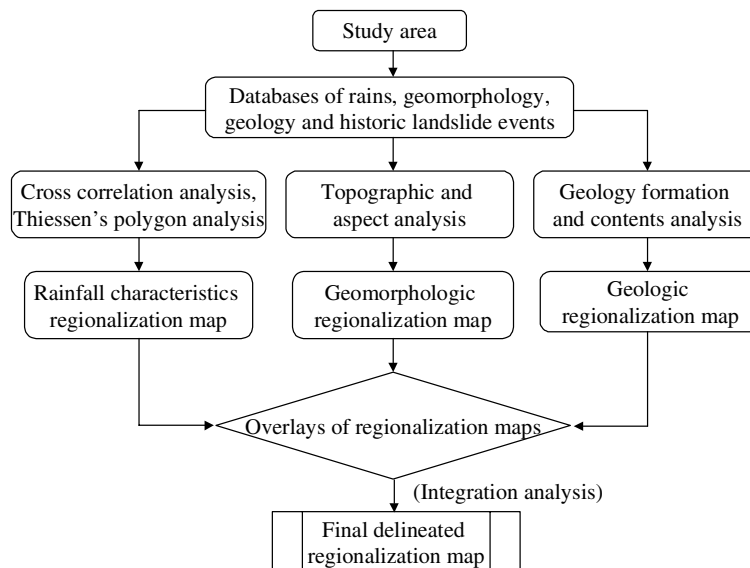 Study area
Databases of rains, geomorphology,
geology and historic landslide events
Cross correlation analysis,
Thiessen's polygon analysis
Topographic and
aspect analysis
Geology formation
and contents analysis
Rainfall characteristics
regionalization map
Geomorphologic
regionalization map
Geologic
regionalization map
Overlays of regionalization maps
(Integration analysis)
Final delineated
regionalization map